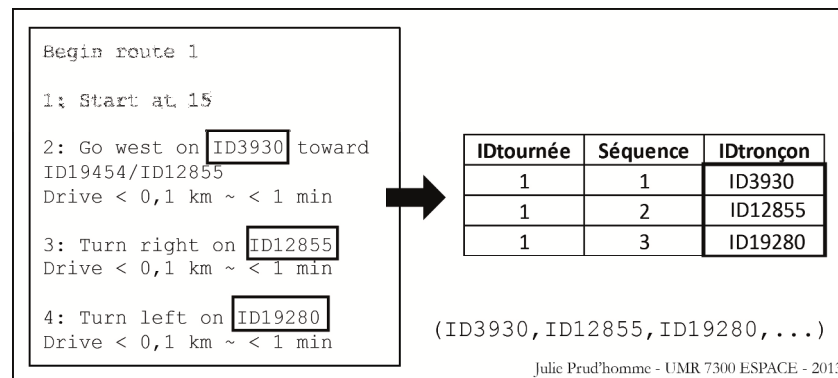 Begin route 1
1: Start at 15
2: Go west on ID3930 toward
ID19454/ID12855
Drive < 0,1 km ~ < 1 min
3: Turn right on ID12855
Drive < 0,1 km ~ < 1 min
4: Turn left on ID19280
Drive < 0,1 km ~ < 1 min
IDtournée Séquence IDtronçon
1 1 ID3930
1 2 ID12855
1 3 ID19280
(ID3930,ID12855,ID19280,...)
Julie Prud'homme - UMR 7300 ESPACE - 2013